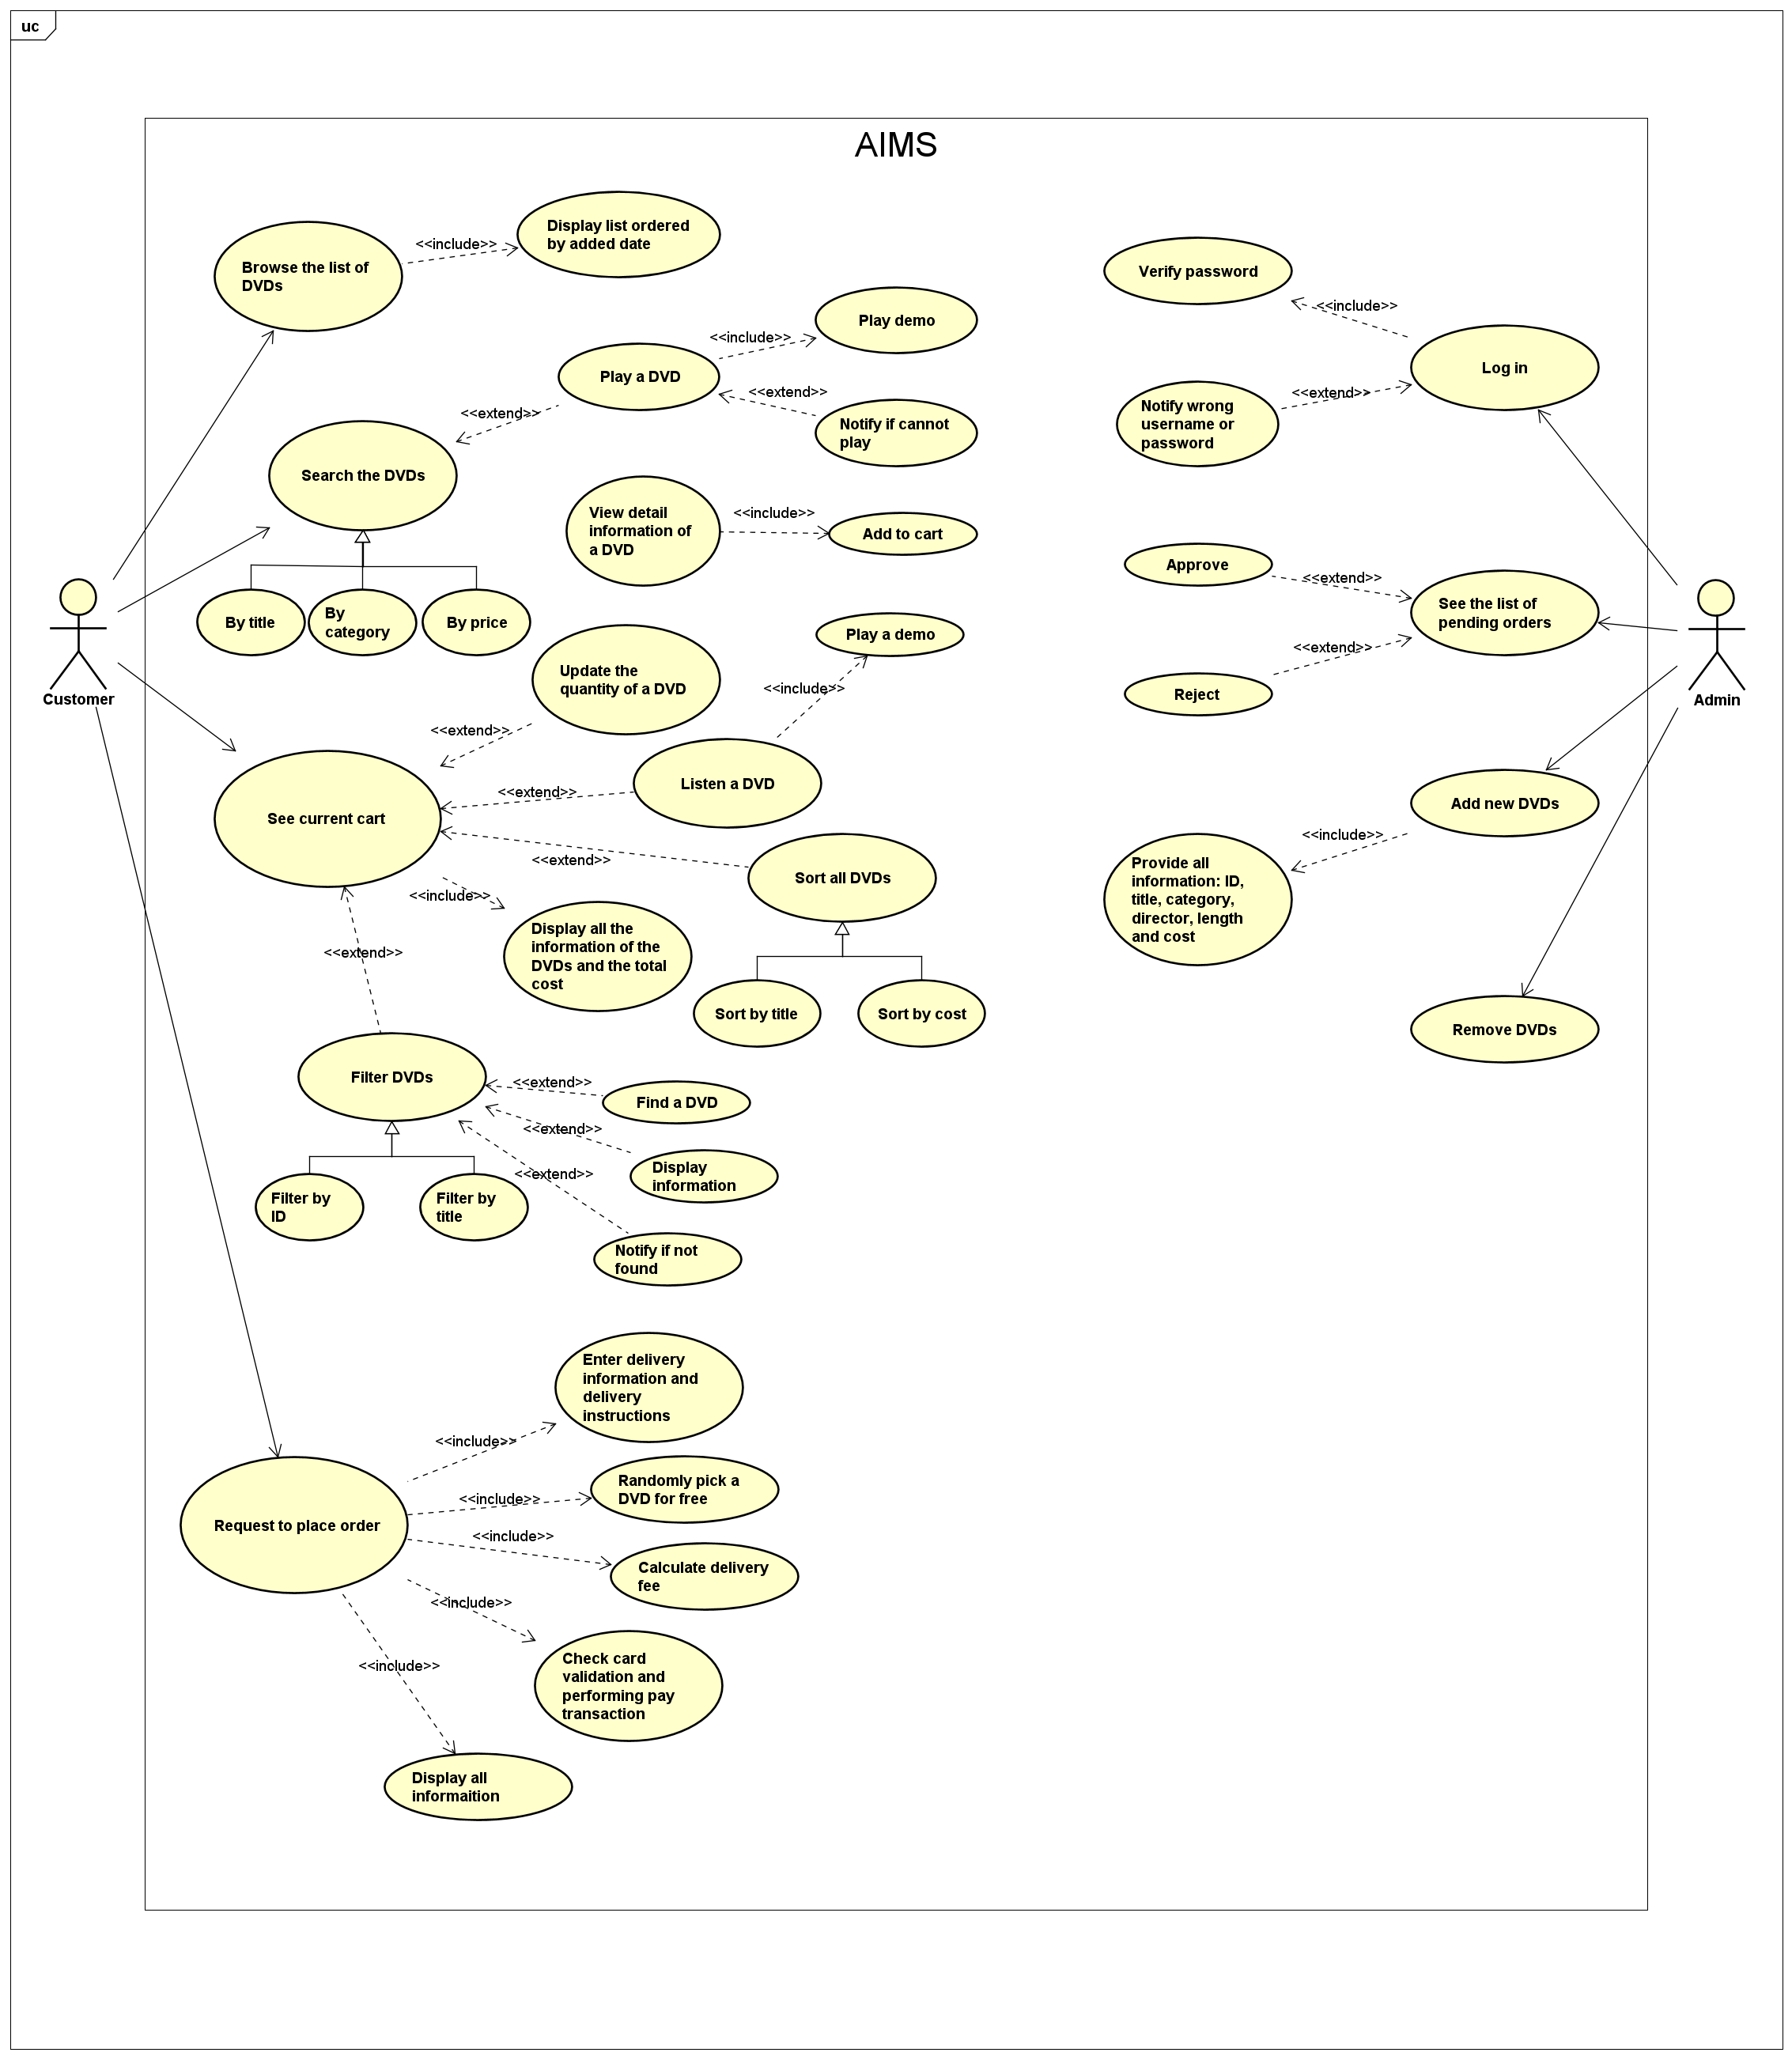 uc
AIMS
Browse the list of
DVDs
<<include>>
Display list ordered
by added date
Search the DVDs
By title
By
category
By price
<<extend>>
Play a DVD
<<include>>
Play demo
<<extend>>
Notify if cannot
play
View detail
information of
a DVD
<<include>>
Add to cart
Customer
See current cart
<<extend>>
Update the
quantity of a DVD
<<extend>>
Listen a DVD
<<include>>
Play a demo
<<extend>>
Sort all DVDs
Sort by title
Sort by cost
<<include>>
Display all the
information of the
DVDs and the total
cost
<<extend>>
Filter DVDs
Filter by
ID
Filter by
title
<<extend>>
Find a DVD
<<extend>>
Display
information
<<extend>>
Notify if not
found
Request to place order
<<include>>
Enter delivery
information and
delivery
instructions
<<include>>
Randomly pick a
DVD for free
<<include>>
Calculate delivery
fee
<<include>>
Check card
validation and
performing pay
transaction
<<include>>
Display all
informaition
Verify password
<<include>>
Log in
Notify wrong
username or
password
<<extend>>
Approve
<<extend>>
See the list of
pending orders
Reject
<<extend>>
Admin
Add new DVDs
<<include>>
Provide all
information: ID,
title, category,
director, length
and cost
Remove DVDs